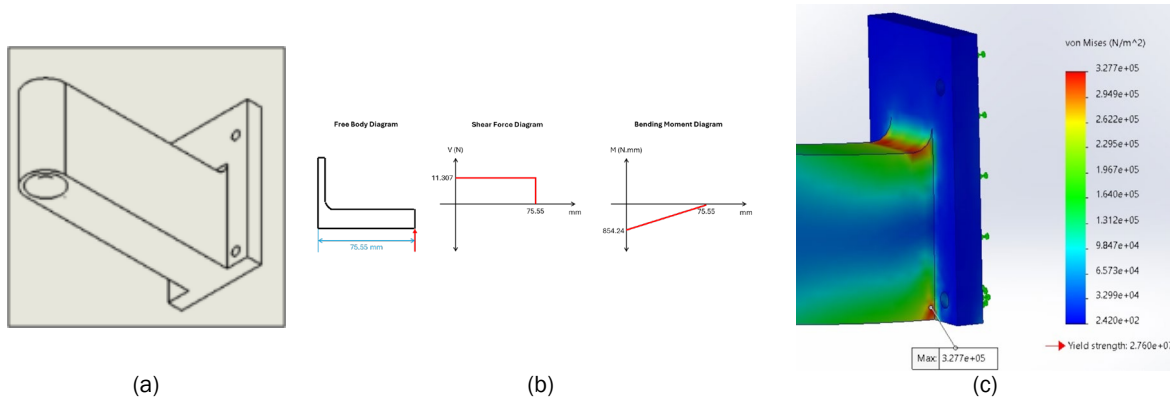 Free Body Diagram
75,55 mm
Shear Force Diagram
V (N)
11.307
75.55
mm
Bending Moment Diagram
M (N.mm)
75.55
mm
854.24
von Mises (N/m^2)
3.277e+05
2.949e+05
2.622e+05
2.295e+05
1.967e+05
1.640e+05
1.312e+05
9.847e+04
6.573e+04
3.299e+04
2.420e+02
Yield strength: 2.760e+07
Max: 3.277e+05
(a)
(b)
(c)